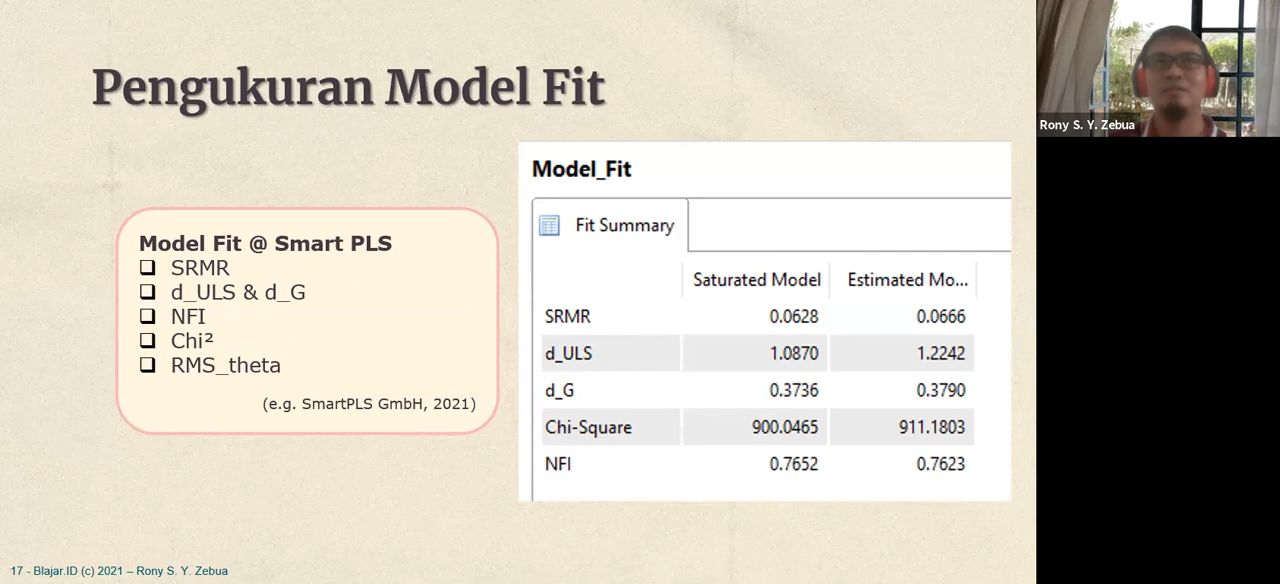 Pengukuran Model Fit
Rony S. Y. Zebua
Model Fit @ Smart PLS
❑ SRMR
❑ d_ULS & d_G
❑ NFI
❑ Chi²
❑ RMS_theta
(e.g. SmartPLS GmbH, 2021)
Model_Fit
Fit Summary
Saturated Model Estimated Mo...
SRMR 0.0628 0.0666
d_ULS 1.0870 1.2242
d_G 0.3736 0.3790
Chi-Square 900.0465 911.1803
NFI 0.7652 0.7623
17 - Blajar.ID (c) 2021 – Rony S. Y. Zebua